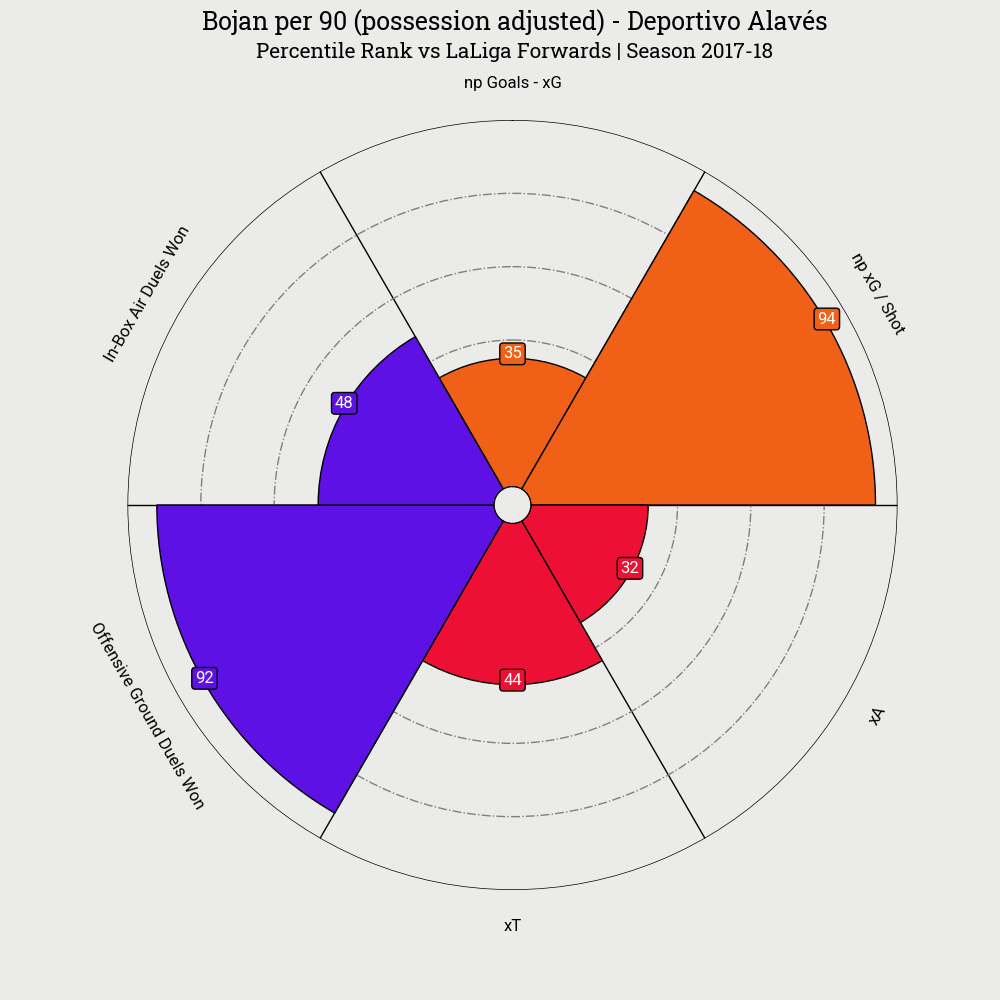 Bojan per 90 (possession adjusted) - Deportivo Alavés
Percentile Rank vs LaLiga Forwards | Season 2017-18
np Goals - xG
In-Box Air Duels Won
np xG / Shot
94
35
48
32
44
92
Offensive Ground Duels Won
xA
xT